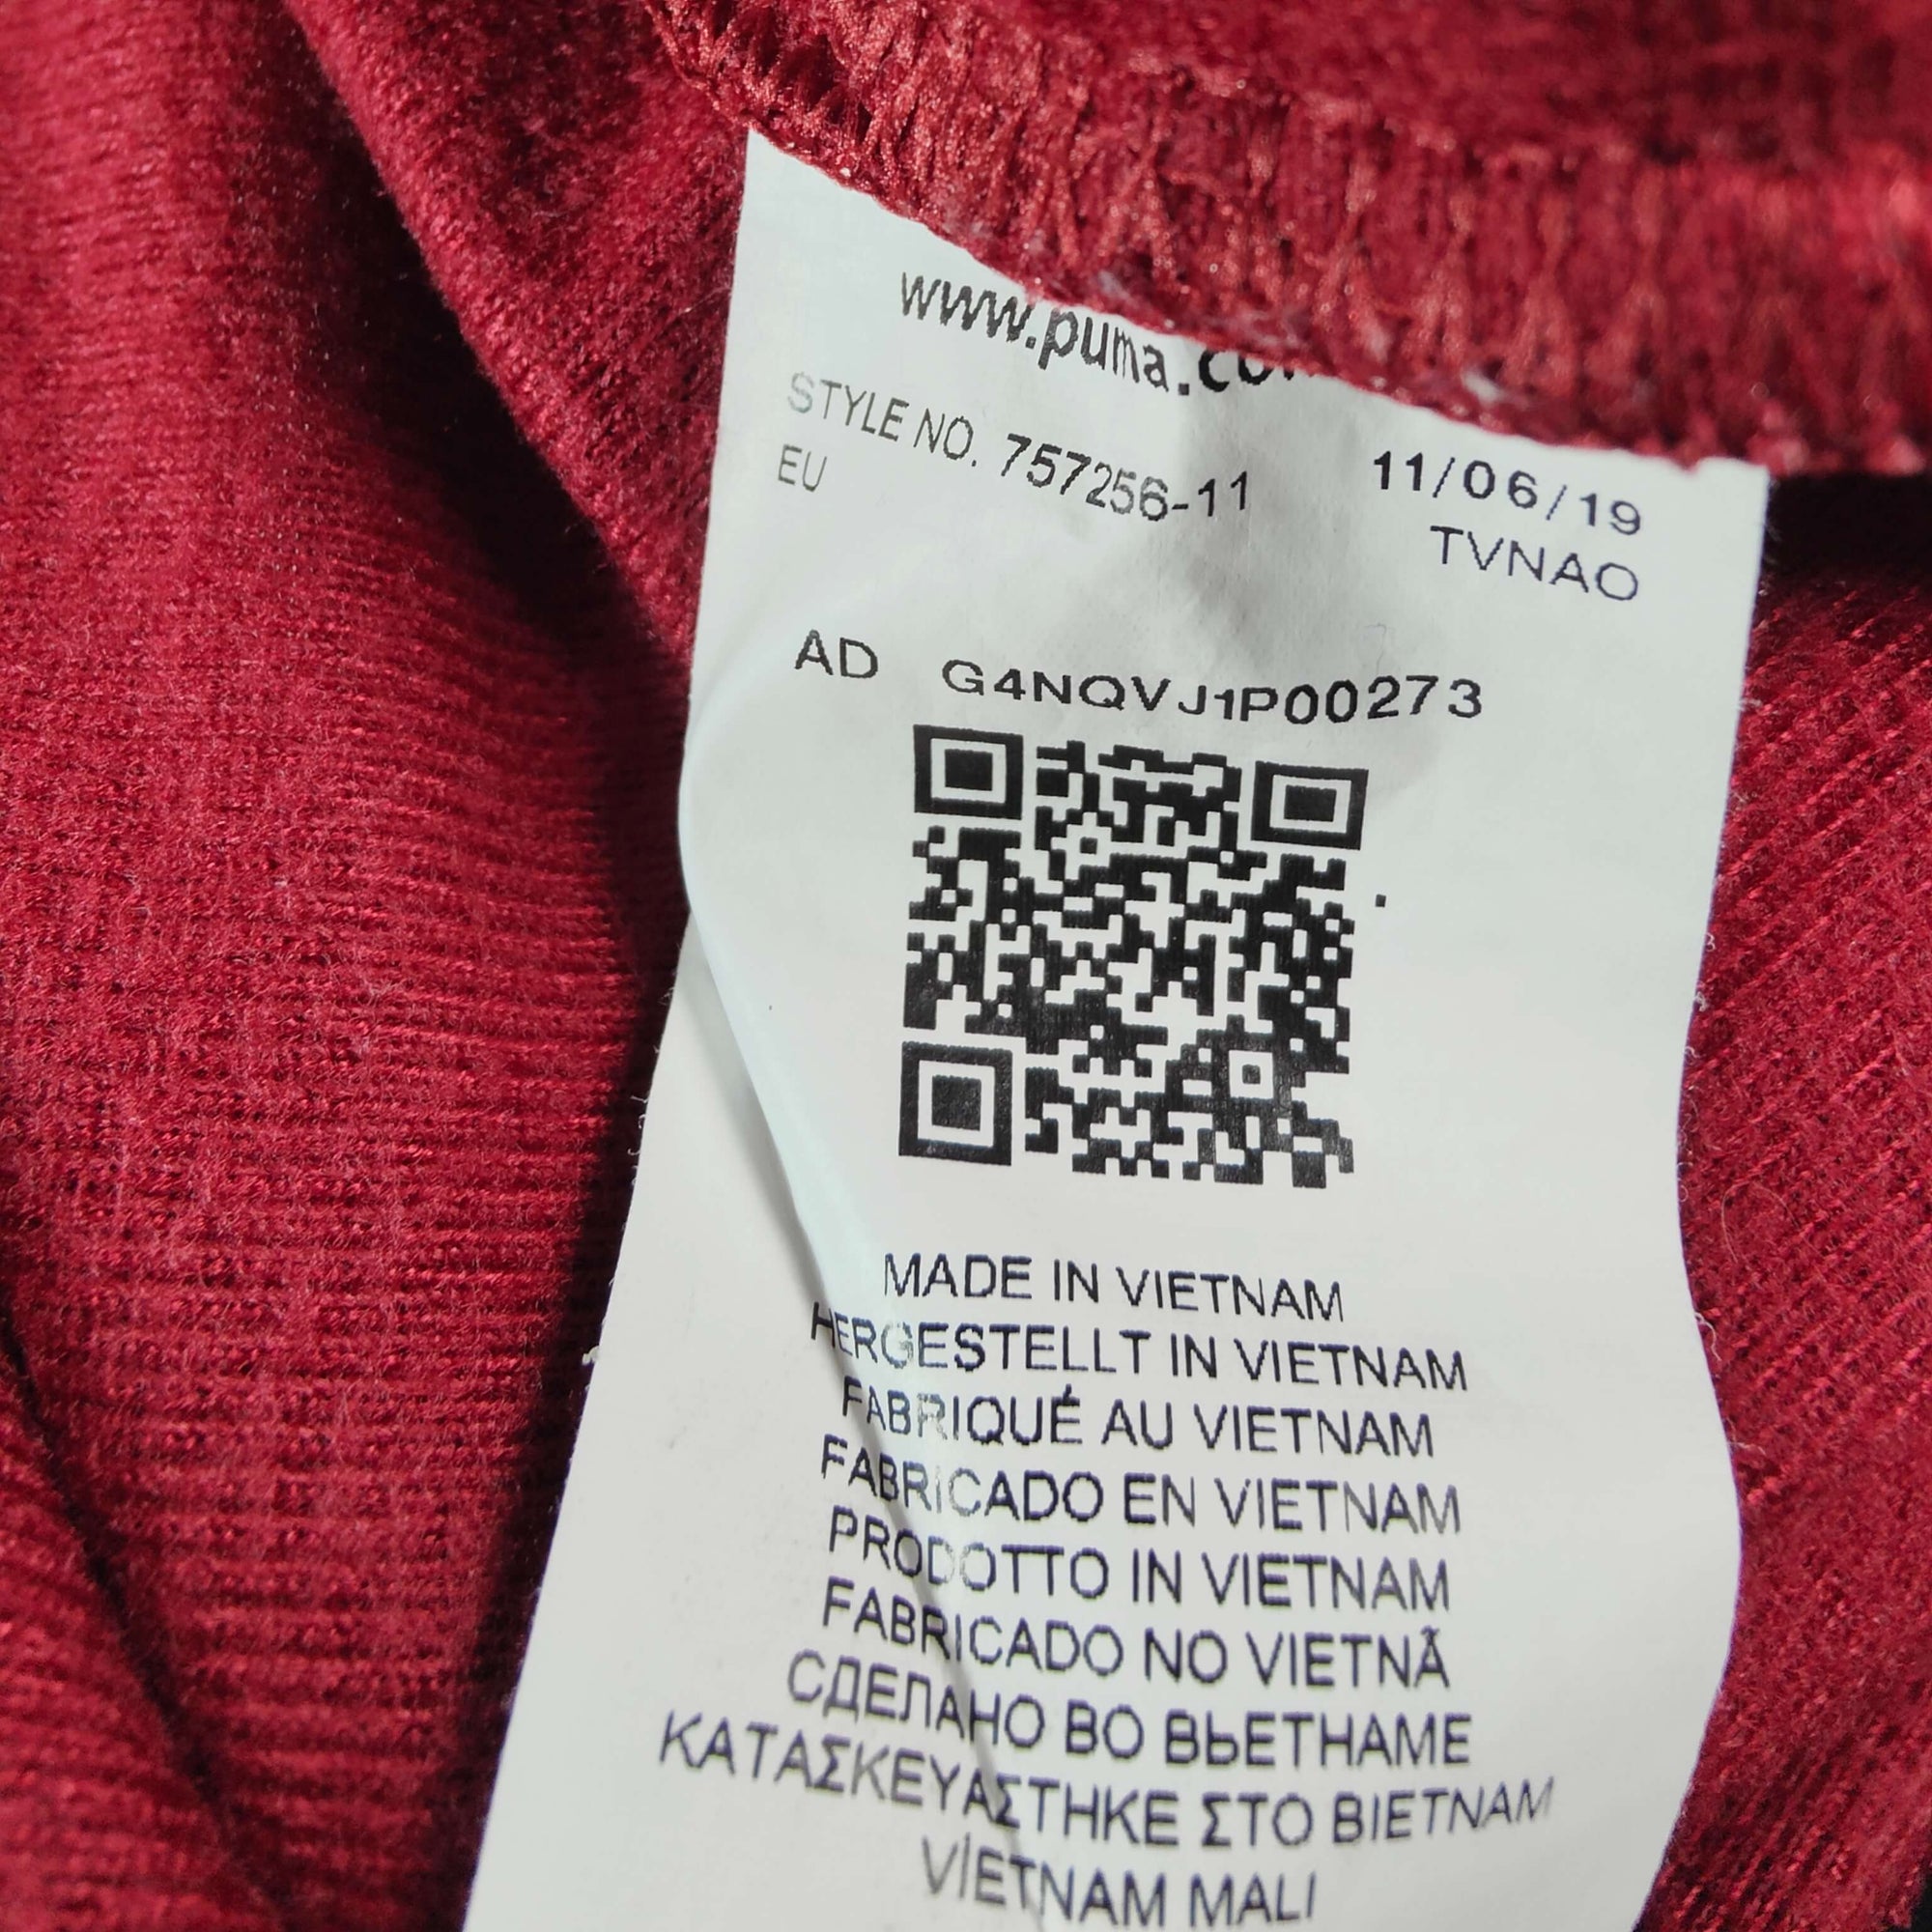 www.puma.co
STYLE NO. 757256-11 11/06/19
EU TVNAO
AD G4NQVJ1P00273
MADE IN VIETNAM
HERGESTELLT IN VIETNAM
FABRIQUÉ AU VIETNAM
FABRICADO EN VIETNAM
PRODOTTO IN VIETNAM
FABRICADO NO VIETNÃ
СДЕЛАНО ВО ВЬЕТНАМЕ
ΚΑΤΑΣΚΕΥΑΣΤΗΚΕ ΣΤΟ ΒΙΕΤΝΑΜ
VİETNAM MALI